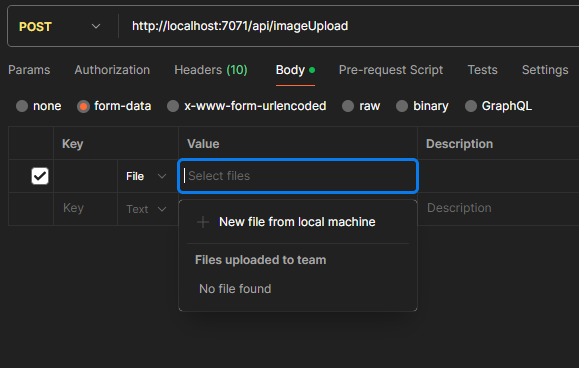 POST http://localhost:7071/api/imageUpload
Params Authorization Headers (10) Body Pre-request Script Tests Settings
none form-data x-www-form-urlencoded raw binary GraphQL
Key Value Description
File Select files
Key Text Description
New file from local machine
Files uploaded to team
No file found